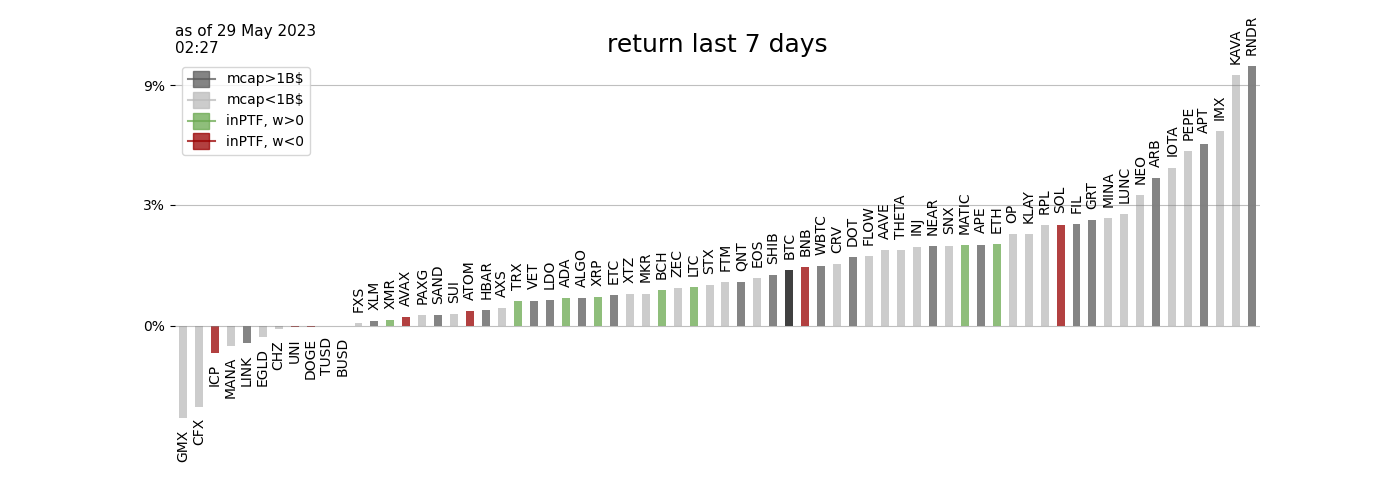 as of 29 May 2023
02:27
return last 7 days
mcap>1B$
mcap<1B$
inPTF, w>0
inPTF, w<0
9%
3%
0%
GMX
CFX
ICP
MANA
LINK
EGLD
CHZ
UNI
DOGE
TUSD
BUSD
FXS
XLM
XMR
AVAX
PAXG
SAND
SUI
ATOM
HBAR
AXS
TRX
VET
LDO
ADA
ALGO
XRP
ETC
XTZ
MKR
BCH
ZEC
LTC
STX
FTM
QNT
EOS
SHIB
BTC
BNB
WBTC
CRV
DOT
FLOW
AAVE
THETA
INJ
NEAR
SNX
MATIC
APE
ETH
OP
KLAY
RPL
SOL
FIL
GRT
MINA
LUNC
NEO
ARB
IOTA
PEPE
APT
IMX
KAVA
RNDR